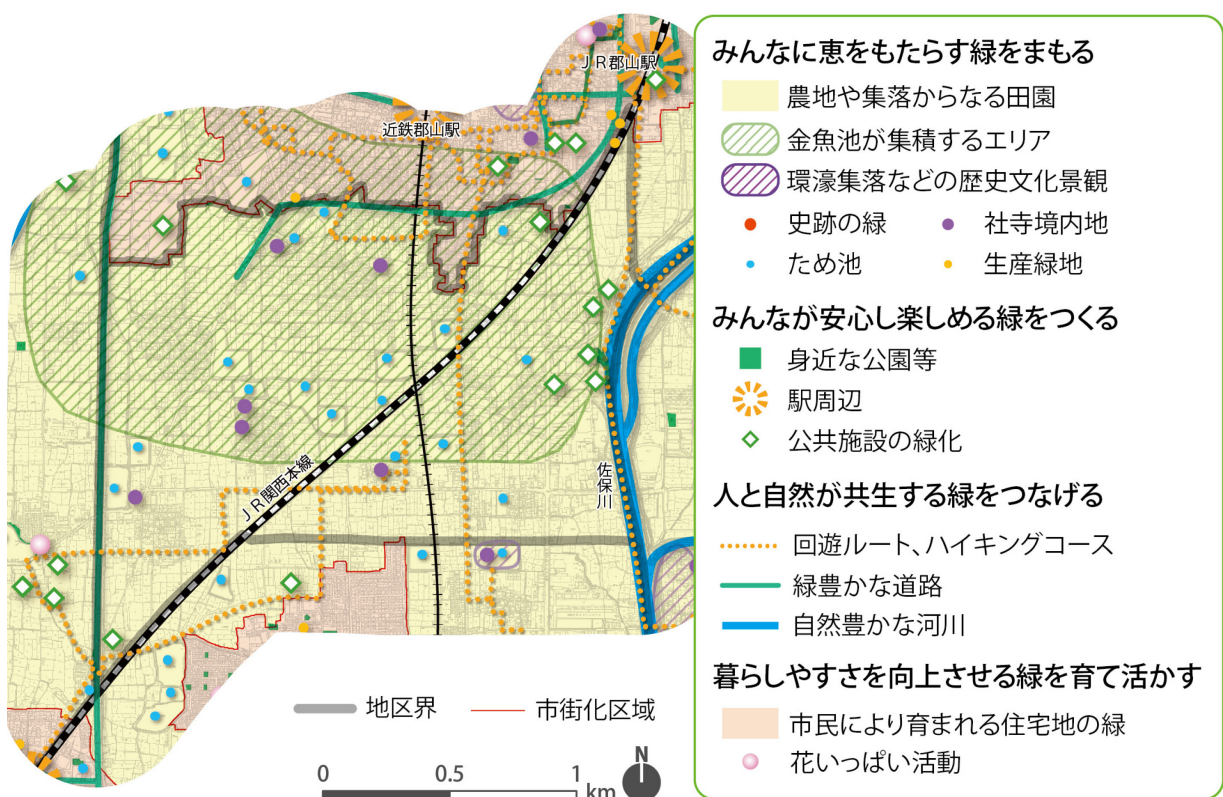 JR郡山駅
近鉄郡山駅
JR関西本線
佐保川
地区界
市街化区域
0 0.5 1 km
N
みんなに恵をもたらす緑をまもる
農地や集落からなる田園
金魚池が集積するエリア
環濠集落などの歴史文化景観
史跡の緑 社寺境内地
ため池 生産緑地
みんなが安心し楽しめる緑をつくる
身近な公園等
駅周辺
公共施設の緑化
人と自然が共生する緑をつなげる
回遊ルート、ハイキングコース
緑豊かな道路
自然豊かな河川
暮らしやすさを向上させる緑を育て活かす
市民により育まれる住宅地の緑
花いっぱい活動